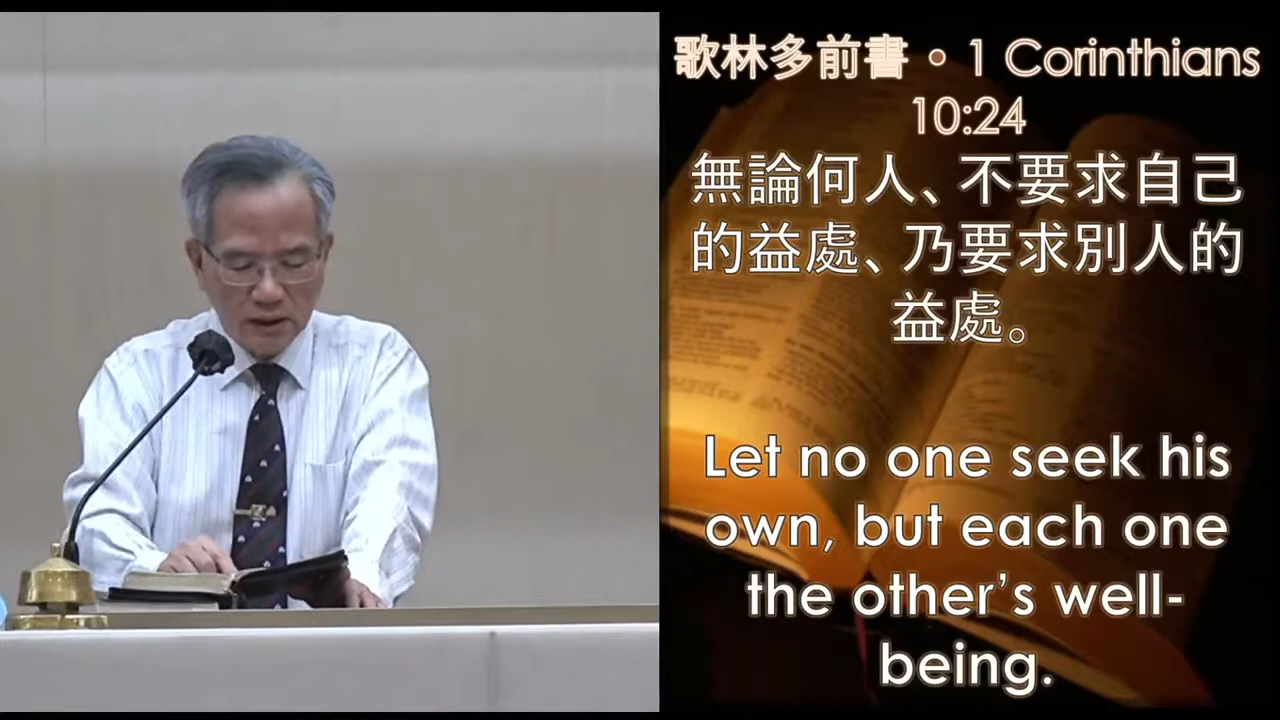 歌林多前書 • 1 Corinthians
10:24
無論何人、不要求自己
的益處、乃要求別人的
益處。
Let no one seek his
own, but each one
the other’s well-
being.